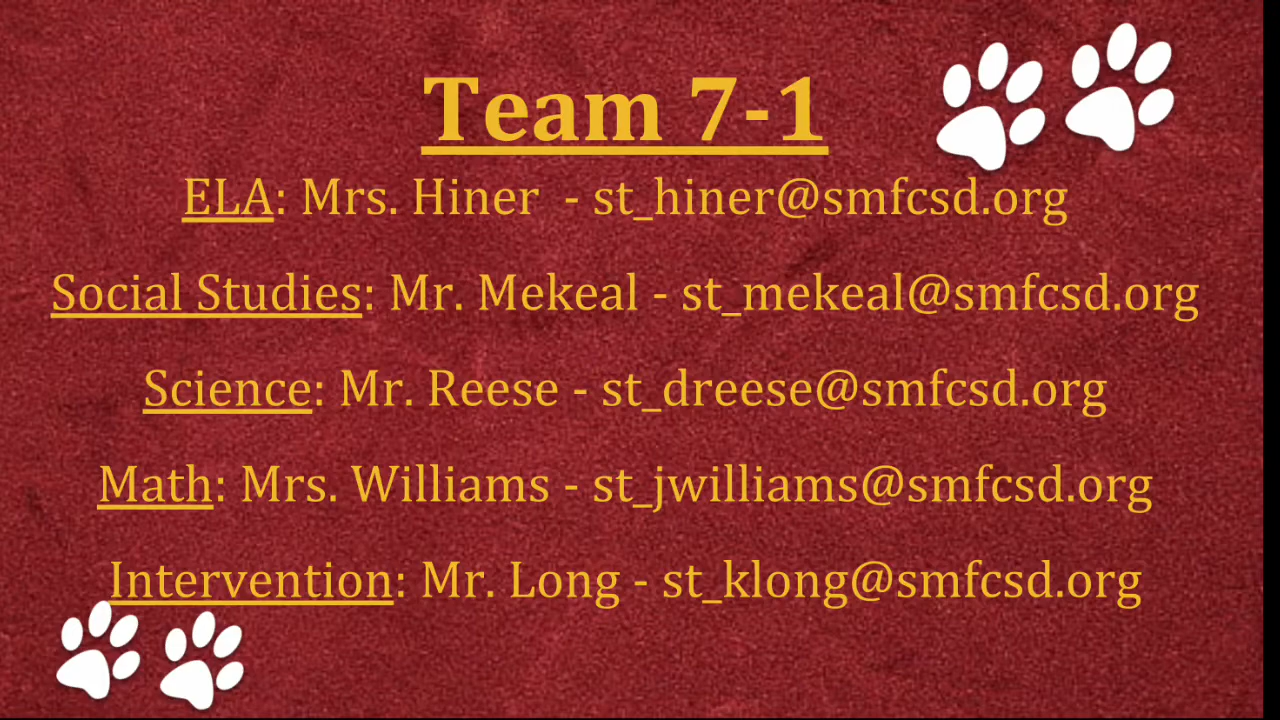 Team 7-1
ELA: Mrs. Hiner - st_hiner@smfcsd.org
Social Studies: Mr. Mekeal - st_mekeal@smfcsd.org
Science: Mr. Reese - st_dreese@smfcsd.org
Math: Mrs. Williams - st_jwilliams@smfcsd.org
Intervention: Mr. Long - st_klong@smfcsd.org